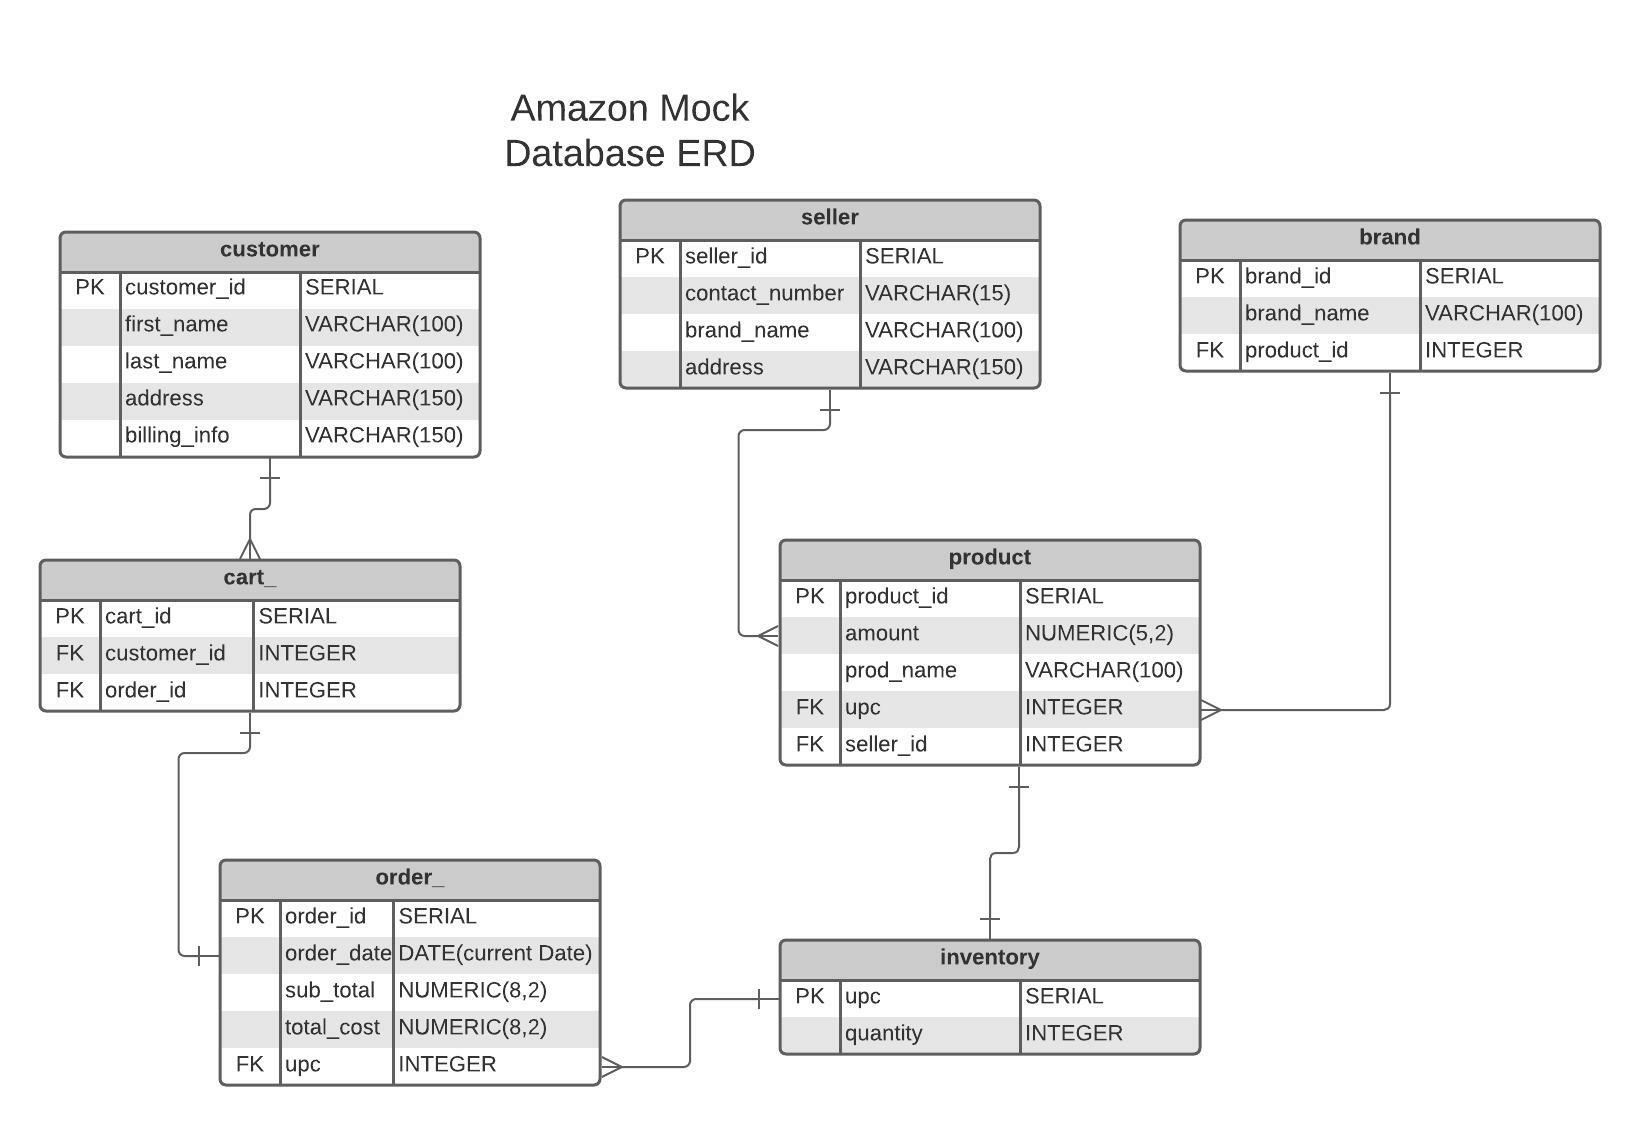 Amazon Mock
Database ERD
customer
PK customer_id SERIAL
first_name VARCHAR(100)
last_name VARCHAR(100)
address VARCHAR(150)
billing_info VARCHAR(150)
seller
PK seller_id SERIAL
contact_number VARCHAR(15)
brand_name VARCHAR(100)
address VARCHAR(150)
brand
PK brand_id SERIAL
brand_name VARCHAR(100)
FK product_id INTEGER
cart_
PK cart_id SERIAL
FK customer_id INTEGER
FK order_id INTEGER
product
PK product_id SERIAL
amount NUMERIC(5,2)
prod_name VARCHAR(100)
FK upc INTEGER
FK seller_id INTEGER
order_
PK order_id SERIAL
order_date DATE(current Date)
sub_total NUMERIC(8,2)
total_cost NUMERIC(8,2)
FK upc INTEGER
inventory
PK upc SERIAL
quantity INTEGER